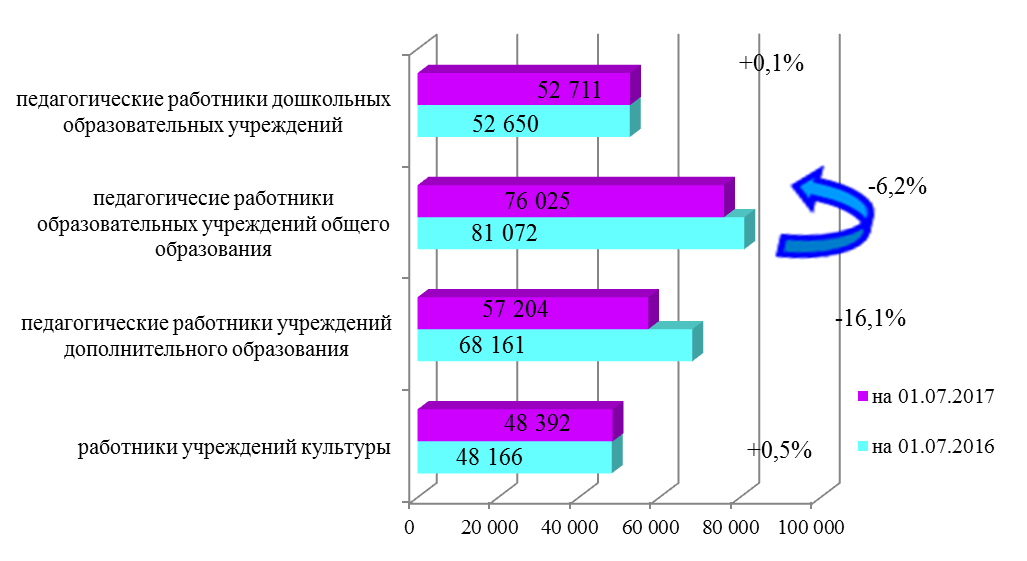 +0,1%
52 711
педагогические работники дошкольных
образовательных учреждений
52 650
-6,2%
педагогичесие работники
76 025
образовательных учреждений общего
81 072
образования
57 204
-16,1%
педагогические работники учреждений
дополнительного образования
68 161
на 01.07.2017
48 392
работники учреждений культуры
48 166
+0,5%
на 01.07.2016
0
20 000
40 000
60 000
80 000
100 000